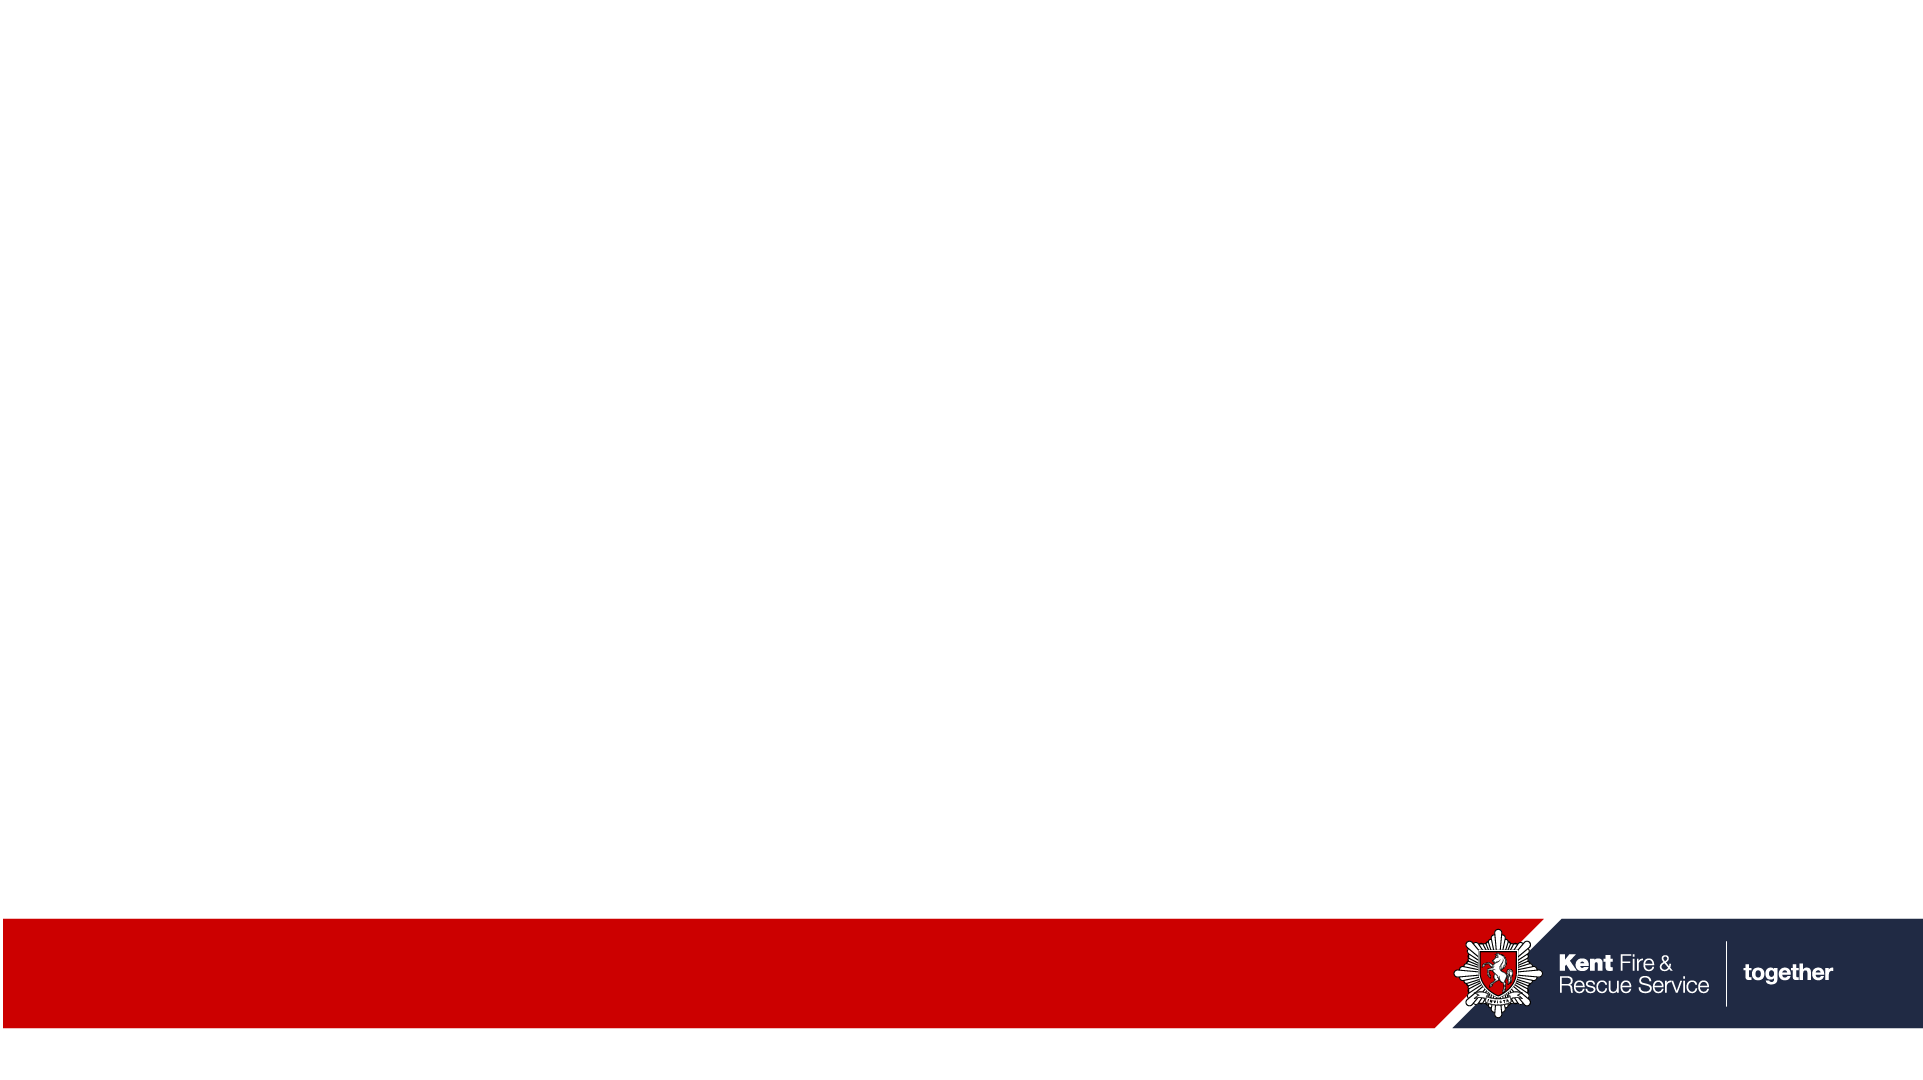 Kent Fire &
Rescue Service
together